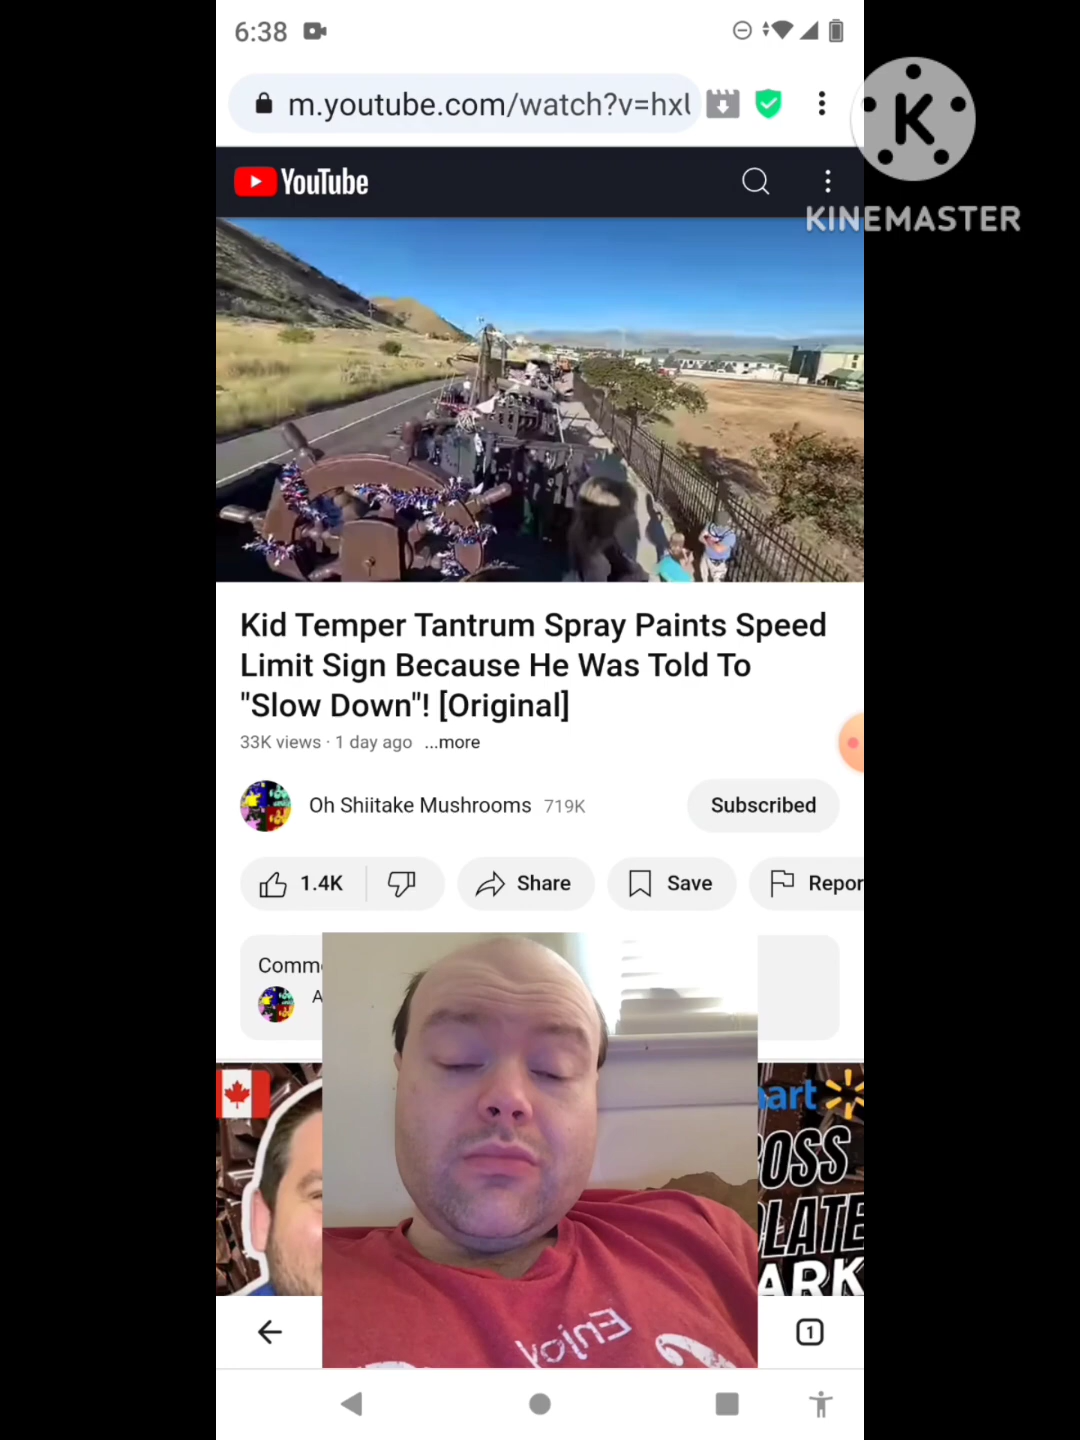 6:38
m.youtube.com/watch?v=hxl
K
KINEMASTER
YouTube
Kid Temper Tantrum Spray Paints Speed
Limit Sign Because He Was Told To
"Slow Down"! [Original]
33K views · 1 day ago ...more
Oh Shiitake Mushrooms 719K
Subscribed
1.4K
Share
Save
Repor
Comm
A
art
OSS
LATE
ARK
Enjoy
1